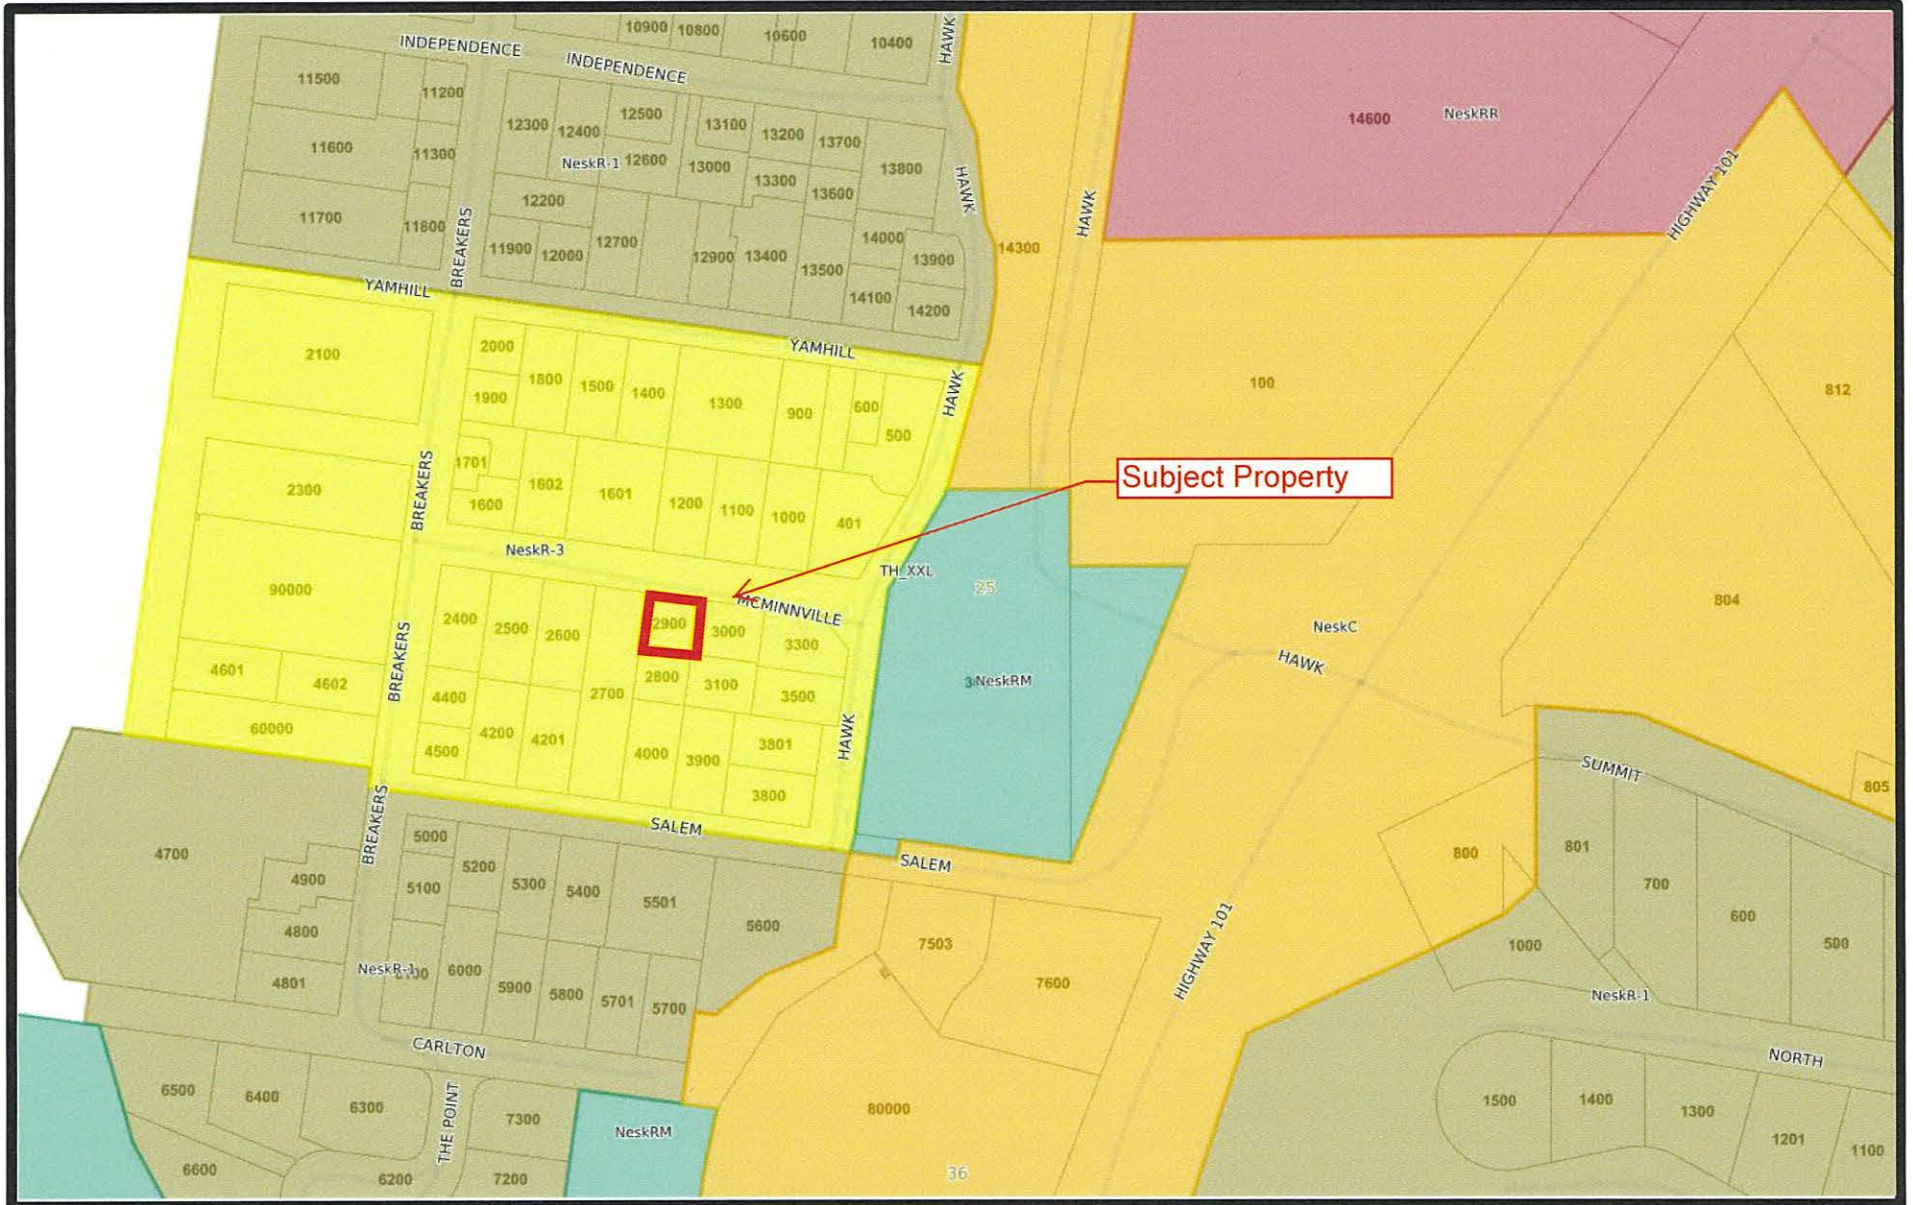 10900 10800 10600 10400 HAWK
INDEPENDENCE INDEPENDENCE
11500 11200
12300 12400 12500 13100 13200 13700
11600 11300 NeskR-1 12600 13000 13300 13600 13800
11700 11800 12200 HAWK HAWK
BREAKERS 11900 12000 12700 12900 13400 13500 14000 13900 14300
14100 14200
14600 NeskRR
HIGHWAY 101
YAMHILL YAMHILL
2100 2000 1800 1500 1400 1300 900 600 500 HAWK
1900
100 812
BREAKERS 1701 1602 1601 1200 1100 1000 401
2300 1600
Subject Property
NeskR-3
TH_XXL 25
90000 2400 2500 2600 2900 MCMINNVILLE
3000 3300
804
NeskC
HAWK
BREAKERS
4601 4602 4400 2700 2800 3100 3500
NeskRM
60000 4500 4200 4201 4000 3900 3801 HAWK
3800
SUMMIT
805
SALEM SALEM
BREAKERS
4700 4900 5000 5200 5300 5400 5501 5600
5100
4800
4801
NeskR-1 6000 5900 5800 5701 5700
7503 7600
HIGHWAY 101
800 801 700 600 500
1000
NeskR-1
CARLTON
NORTH
6500 6400 6300 THE POINT 7300
6600 6200 7200
NeskRM
80000
36
1500 1400 1300 1201 1100